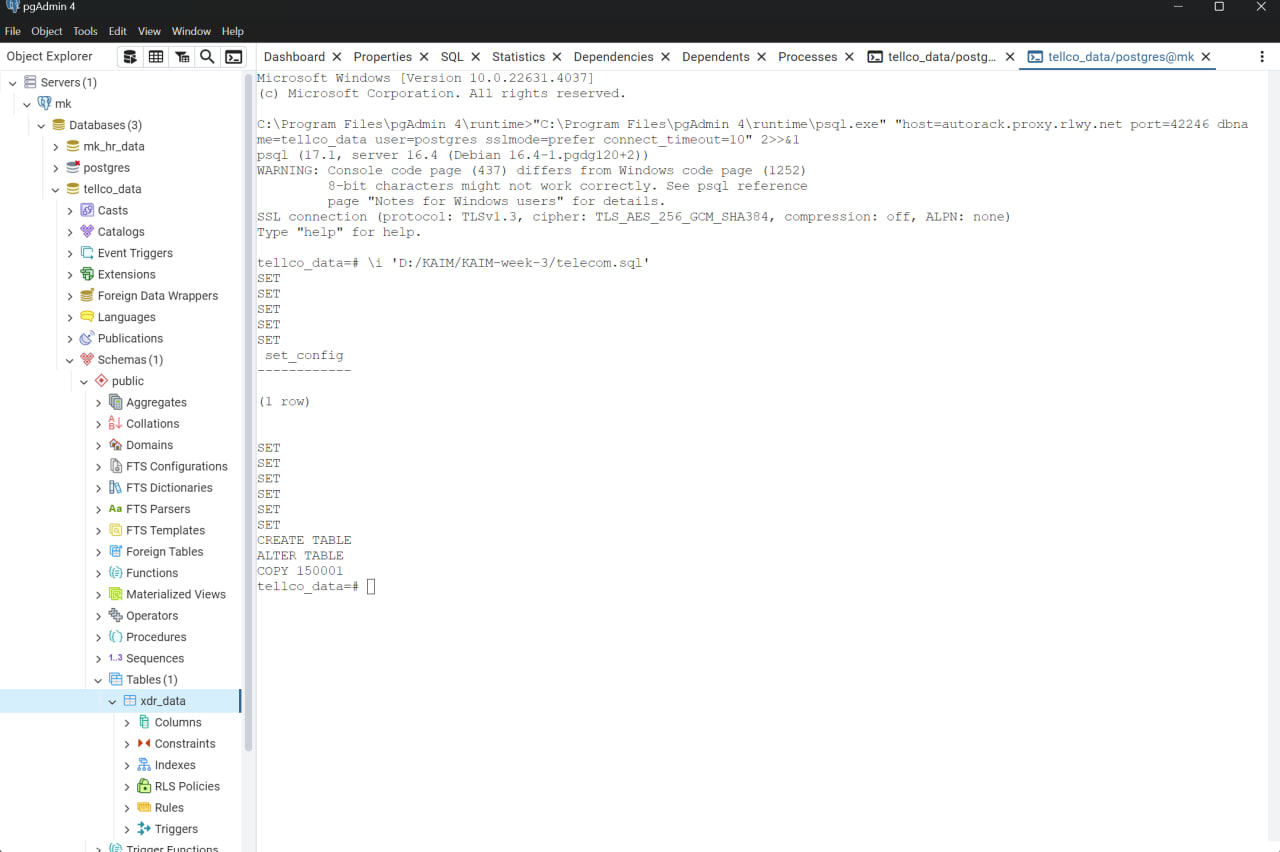 pgAdmin 4
File Object Tools Edit View Window Help
Object Explorer
Dashboard Properties SQL Statistics Dependencies Dependents Processes tellco_data/postg... tellco_data/postgres@mk
Servers (1)
mk
Databases (3)
mk_hr_data
postgres
tellco_data
Casts
Catalogs
Event Triggers
Extensions
Foreign Data Wrappers
Languages
Publications
Schemas (1)
public
Aggregates
Collations
Domains
FTS Configurations
FTS Dictionaries
Aa FTS Parsers
FTS Templates
Foreign Tables
Functions
Materialized Views
Operators
Procedures
1..3 Sequences
Tables (1)
xdr_data
Columns
Constraints
Indexes
RLS Policies
Rules
Triggers
Trigger Functions
Microsoft Windows [Version 10.0.22631.4037]
(c) Microsoft Corporation. All rights reserved.
C:\Program Files\pgAdmin 4\runtime>"C:\Program Files\pgAdmin 4\runtime\psql.exe" "host=autorack.proxy.rlwy.net port=42246 dbna
me=tellco_data user=postgres sslmode=prefer connect_timeout=10" 2>>&1
psql (17.1, server 16.4 (Debian 16.4-1.pgdg120+2))
WARNING: Console code page (437) differs from Windows code page (1252)
8-bit characters might not work correctly. See psql reference
page "Notes for Windows users" for details.
SSL connection (protocol: TLSv1.3, cipher: TLS_AES_256_GCM_SHA384, compression: off, ALPN: none)
Type "help" for help.
tellco_data=# \i 'D:/KAIM/KAIM-week-3/telecom.sql'
SET
SET
SET
SET
SET
set_config
------------
(1 row)
SET
SET
SET
SET
SET
SET
CREATE TABLE
ALTER TABLE
COPY 150001
tellco_data=#